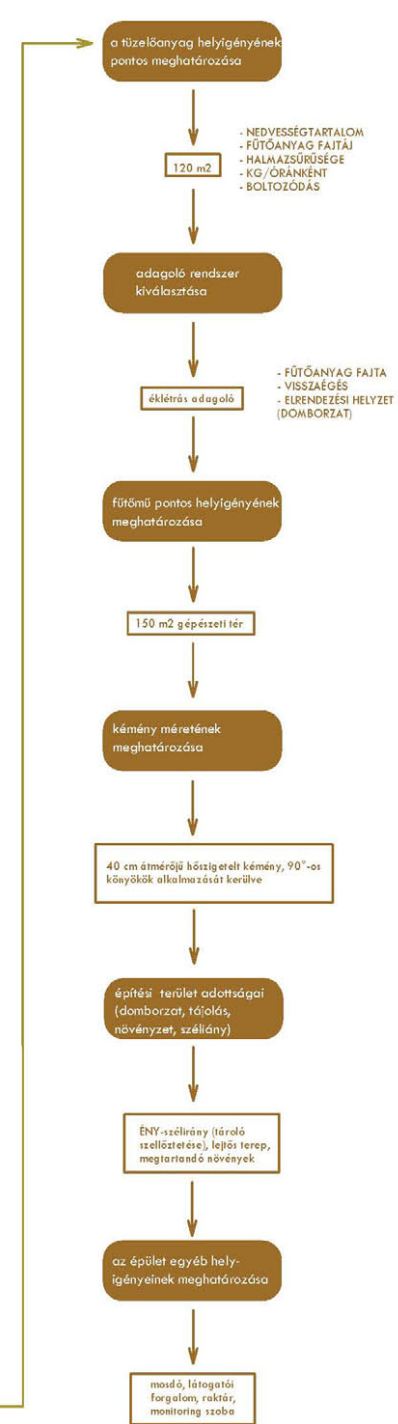 a tüzelőanyag helyigényének
pontos meghatározása
- NEDVESSÉGTARTALOM
- FŰTŐANYAG FAJTÁJ
- HALMAZSŰRŰSÉGE
- KG/ÓRÁNKÉNT
- BOLTOZÓDÁS
120 m2
adagoló rendszer
kiválasztása
- FŰTŐANYAG FAJTA
- VISSZAÉGÉS
- ELRENDEZÉSI HELYZET
(DOMBORZAT)
éklétrás adagoló
fűtőmű pontos helyigényének
meghatározása
150 m2 gépészeti tér
kémény méretének
meghatározása
40 cm átmérőjű hőszigetelt kémény, 90°-os
könyökök alkalmazását kerülve
építési terület adottságai
(domborzat, tájolás,
növényzet, széliány)
ÉNY-szélirány (tároló
szellőztetése), lejtős terep,
megtartandó növények
az épület egyéb hely-
igényeinek meghatározása
mosdó, látogatói
forgalom, raktár,
monitoring szoba